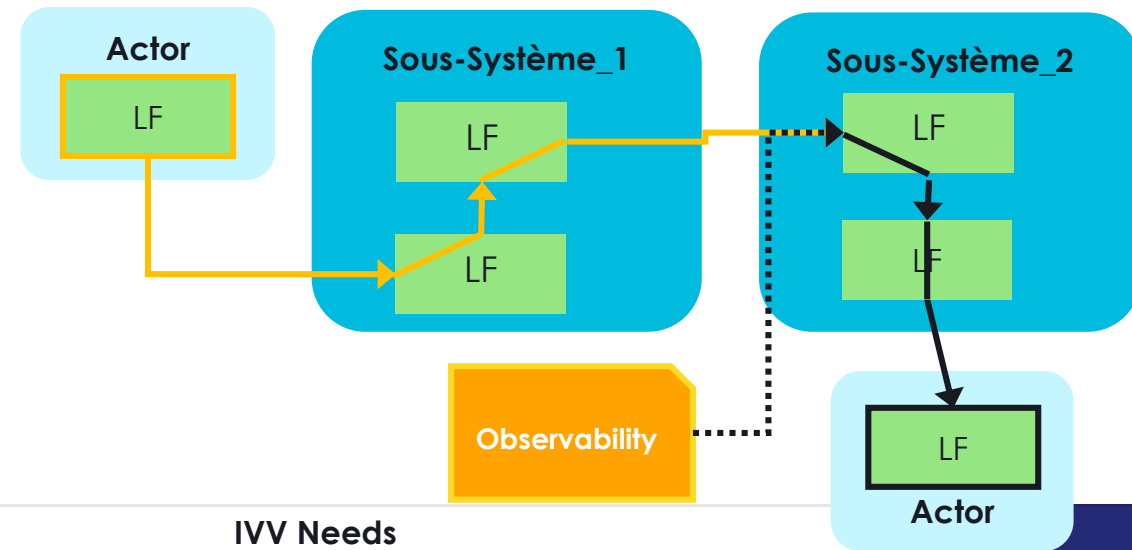 Actor
LF
Sous-Système_1
LF
LF
Sous-Système_2
LF
LF
Observability
LF
Actor
IVV Needs